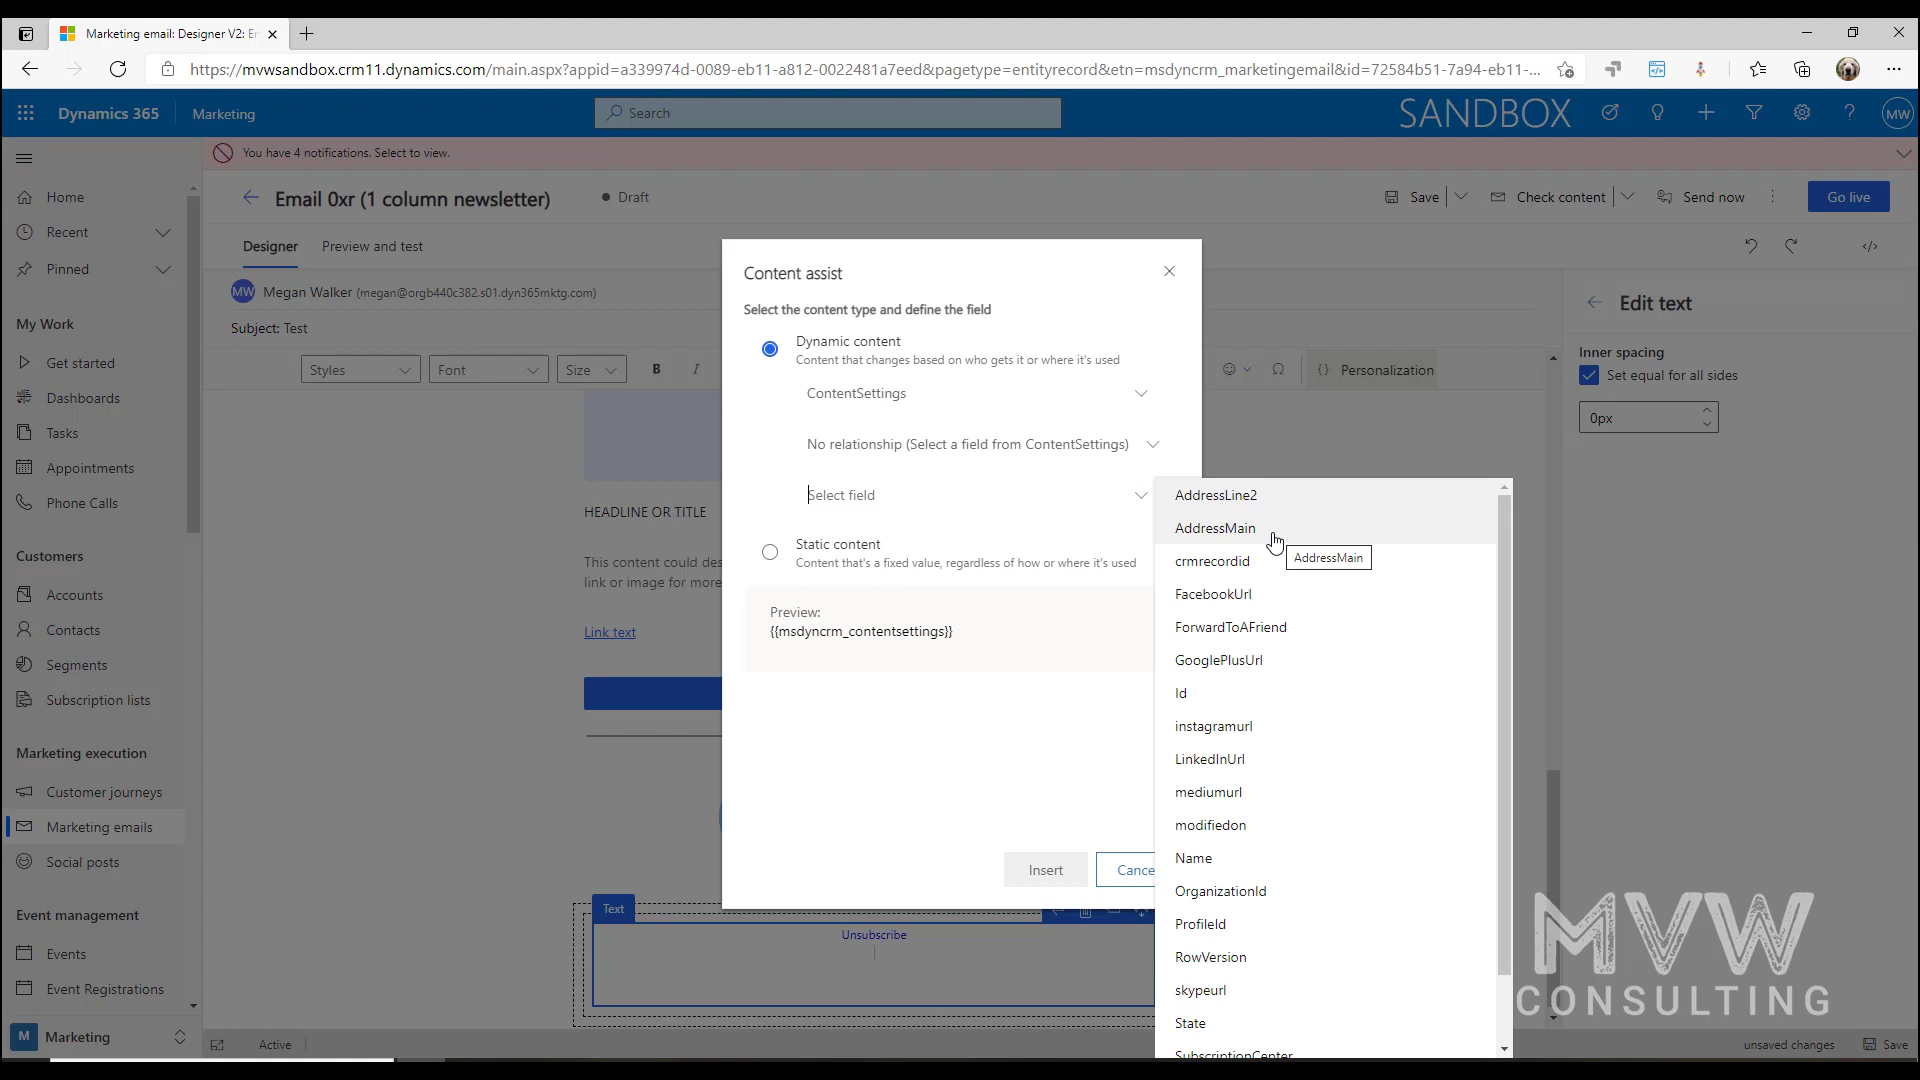 Marketing email: Designer V2: En
https://mvwsandbox.crm11.dynamics.com/main.aspx?appid=a339974d-0089-eb11-a812-0022481a7eed&pagetype=entityrecord&etn=msdyncrm_marketingemail&id=72584b51-7a94-eb11-...
Dynamics 365
Marketing
Search
SANDBOX
MW
You have 4 notifications. Select to view.
Home
Recent
Pinned
My Work
Get started
Dashboards
Tasks
Appointments
Phone Calls
Customers
Accounts
Contacts
Segments
Subscription lists
Marketing execution
Customer journeys
Marketing emails
Social posts
Event management
Events
Event Registrations
M
Marketing
Email 0xr (1 column newsletter)
Draft
Save
Check content
Send now
Go live
Designer
Preview and test
MW
Megan Walker (megan@orgb440c382.s01.dyn365mktg.com)
Subject: Test
Styles
Font
Size
B
I
{} Personalization
HEADLINE OR TITLE
This content could des
link or image for more
Link text
Text
Unsubscribe
Content assist
Select the content type and define the field
Dynamic content
Content that changes based on who gets it or where it's used
ContentSettings
No relationship (Select a field from ContentSettings)
Select field
Static content
Content that's a fixed value, regardless of how or where it's used
Preview:
{{msdyncrm_contentsettings}}
Insert
Cance
AddressLine2
AddressMain
AddressMain
crmrecordid
FacebookUrl
ForwardToAFriend
GooglePlusUrl
Id
instagramurl
LinkedInUrl
mediumurl
modifiedon
Name
OrganizationId
ProfileId
RowVersion
skypeurl
State
SubscriptionCenter
Edit text
Inner spacing
Set equal for all sides
0px
MVW
CONSULTING
Active
unsaved changes
Save